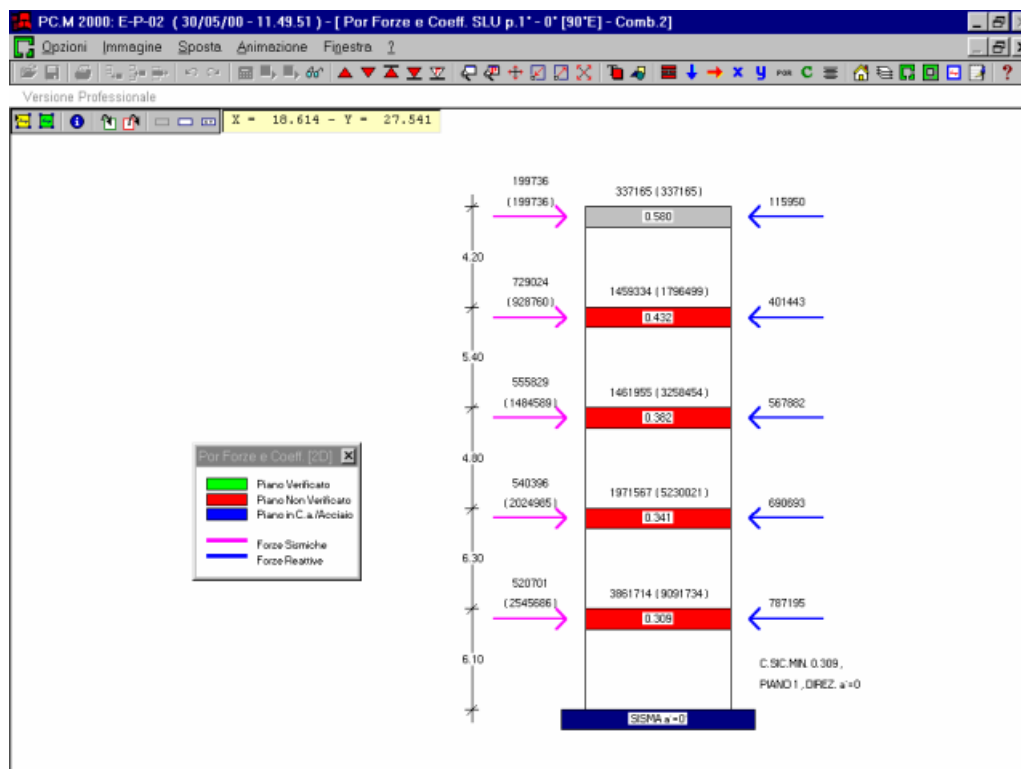 PC.M 2000: E-P-02 ( 30/05/00 - 11.49.51 ) - [ Por Forze e Coeff. SLU p.1° - 0° [90°E] - Comb.2]
Opzioni Immagine Sposta Animazione Finestra ?
x y POR C ?
Versione Professionale
X = 18.614 - Y = 27.541
199736
(199736)
337165 (337165)
0.580
115950
4.20
729024
(928760)
1459334 (1796499)
0.432
401443
5.40
555829
(1484589)
1461955 (3258454)
0.382
567882
4.80
540396
(2024985)
1971567 (5230021)
0.341
690693
6.30
520701
(2545686)
3861714 (9091734)
0.309
787195
6.10
C.SIC.MIN. 0.309 ,
PIANO 1 , DIREZ. a°=0
SISMA a°=0°
Por Forze e Coeff. [2D]
Piano Verificato
Piano Non Verificato
Piano in C.a./Acciaio
Forze Sismiche
Forze Reattive